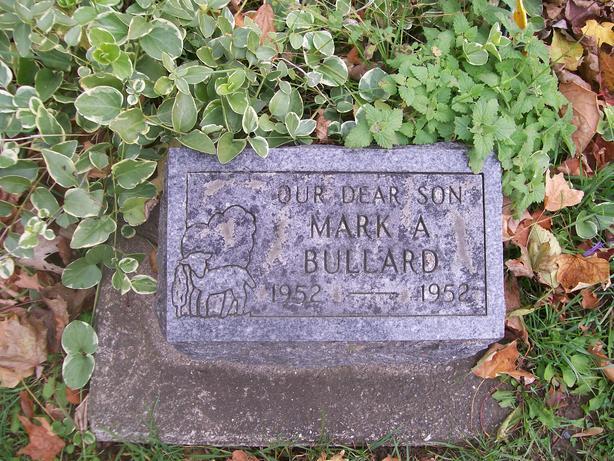 OUR DEAR SON
MARK A
BULLARD
1952 — 1952